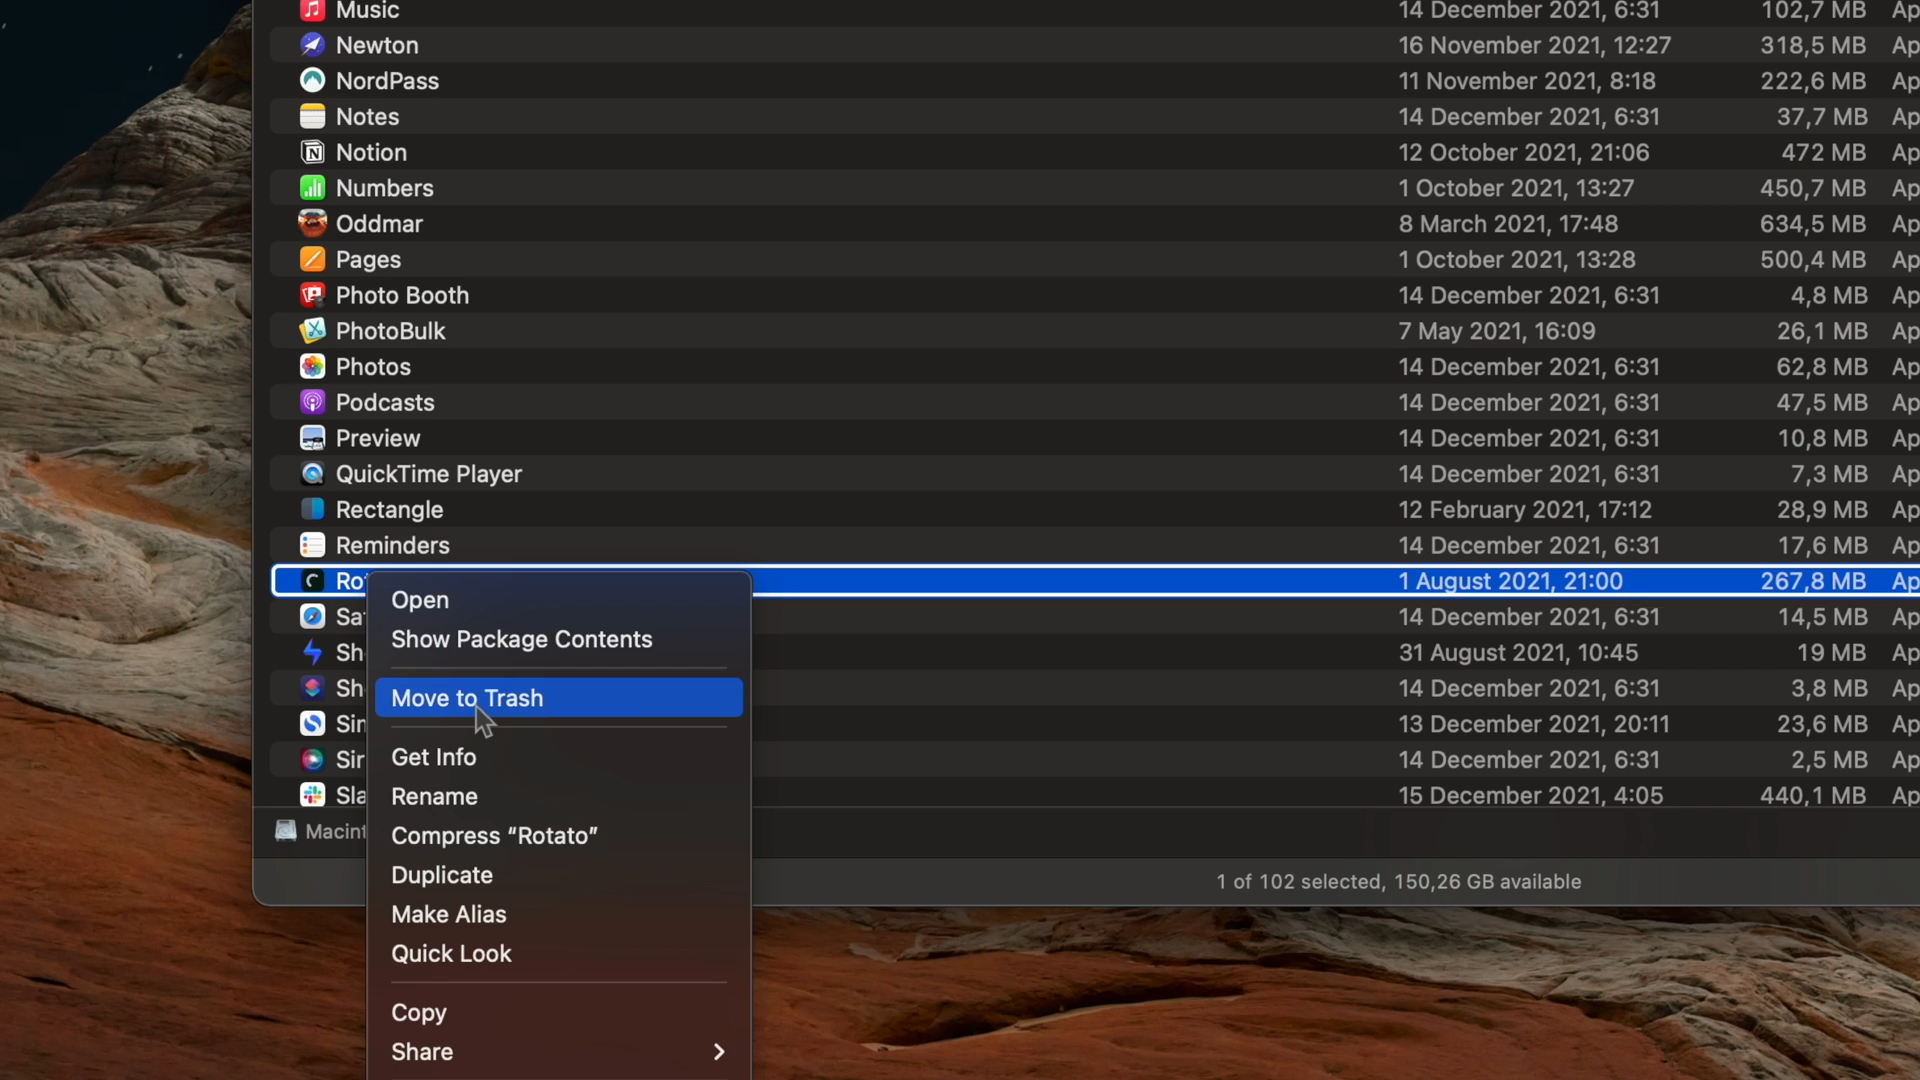 Music 14 December 2021, 6:31 102,7 MB Ap
Newton 16 November 2021, 12:27 318,5 MB Ap
NordPass 11 November 2021, 8:18 222,6 MB Ap
Notes 14 December 2021, 6:31 37,7 MB Ap
Notion 12 October 2021, 21:06 472 MB Ap
Numbers 1 October 2021, 13:27 450,7 MB Ap
Oddmar 8 March 2021, 17:48 634,5 MB Ap
Pages 1 October 2021, 13:28 500,4 MB Ap
Photo Booth 14 December 2021, 6:31 4,8 MB Ap
PhotoBulk 7 May 2021, 16:09 26,1 MB Ap
Photos 14 December 2021, 6:31 62,8 MB Ap
Podcasts 14 December 2021, 6:31 47,5 MB Ap
Preview 14 December 2021, 6:31 10,8 MB Ap
QuickTime Player 14 December 2021, 6:31 7,3 MB Ap
Rectangle 12 February 2021, 17:12 28,9 MB Ap
Reminders 14 December 2021, 6:31 17,6 MB Ap
Rot 1 August 2021, 21:00 267,8 MB Ap
Sa 14 December 2021, 6:31 14,5 MB Ap
Sh 31 August 2021, 10:45 19 MB Ap
Sh 14 December 2021, 6:31 3,8 MB Ap
Sim 13 December 2021, 20:11 23,6 MB Ap
Sir 14 December 2021, 6:31 2,5 MB Ap
Sla 15 December 2021, 4:05 440,1 MB Ap
Macint
1 of 102 selected, 150,26 GB available
Open
Show Package Contents
Move to Trash
Get Info
Rename
Compress “Rotato”
Duplicate
Make Alias
Quick Look
Copy
Share